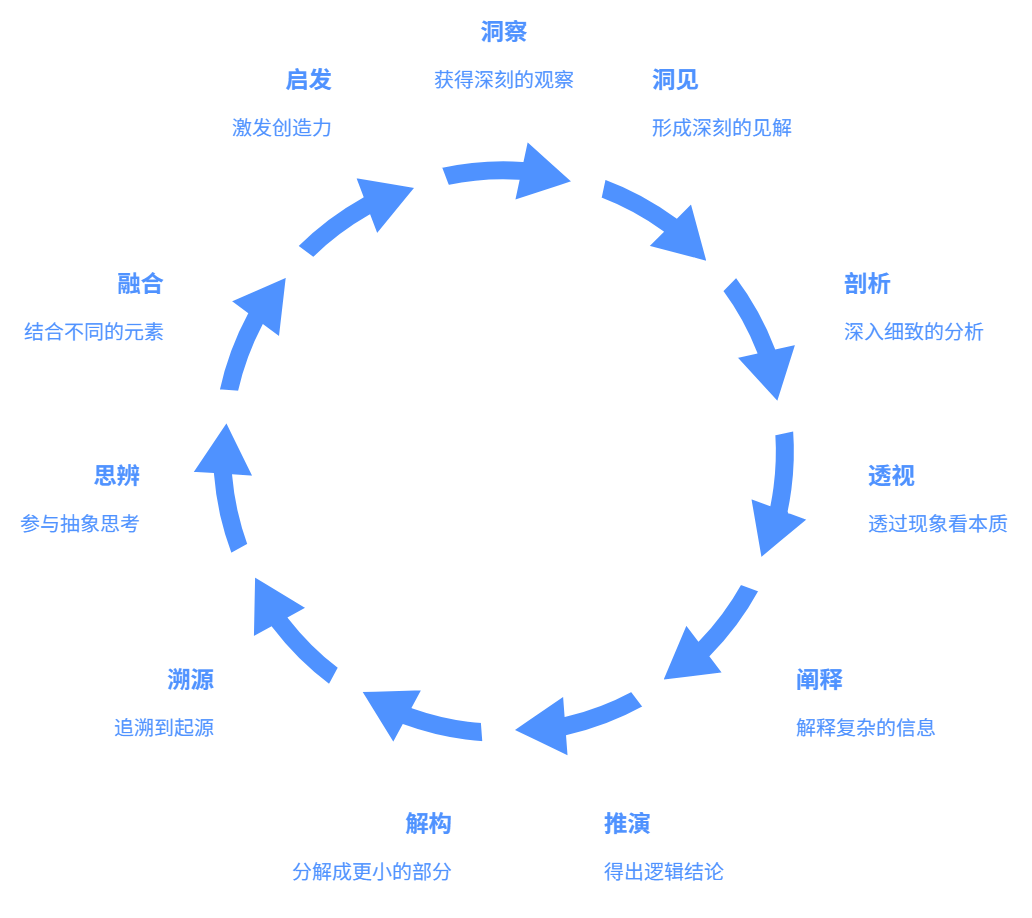 洞察
获得深刻的观察
洞见
形成深刻的见解
剖析
深入细致的分析
透视
透过现象看本质
阐释
解释复杂的信息
推演
得出逻辑结论
解构
分解成更小的部分
溯源
追溯到起源
思辨
参与抽象思考
融合
结合不同的元素
启发
激发创造力